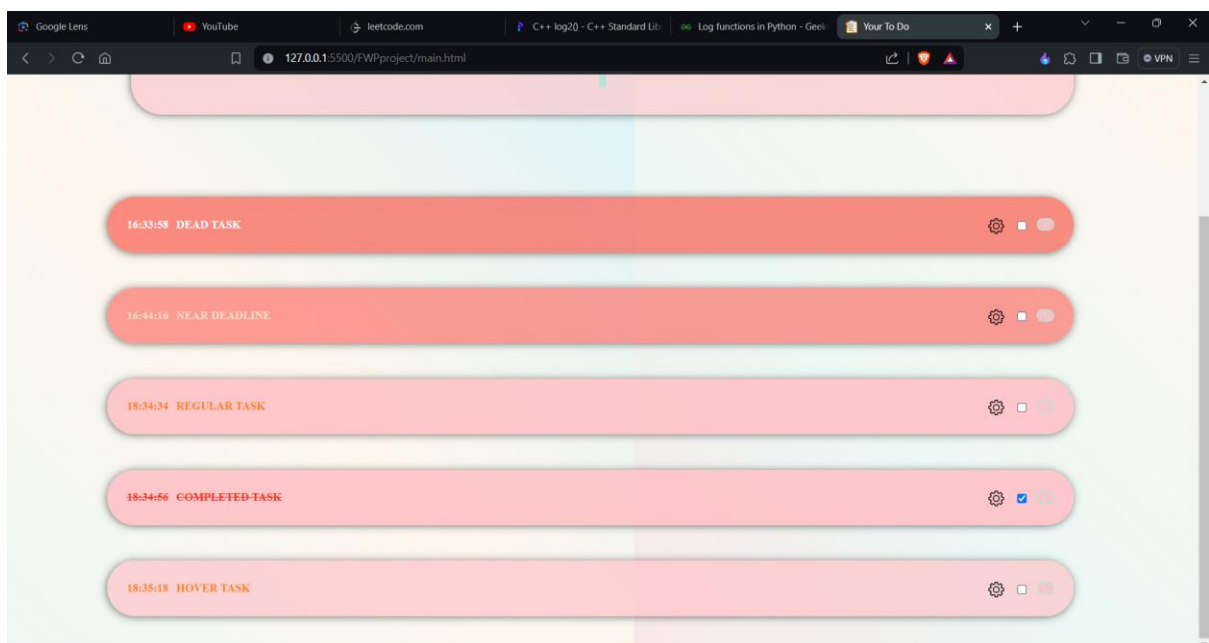 Google Lens YouTube leetcode.com C++ log2() - C++ Standard Lib Log functions in Python - Geek Your To Do
127.0.0.1:5500/FWPproject/main.html VPN
16:33:58 DEAD TASK
16:44:16 NEAR DEADLINE
18:34:34 REGULAR TASK
18:34:56 COMPLETED TASK
18:35:18 HOVER TASK